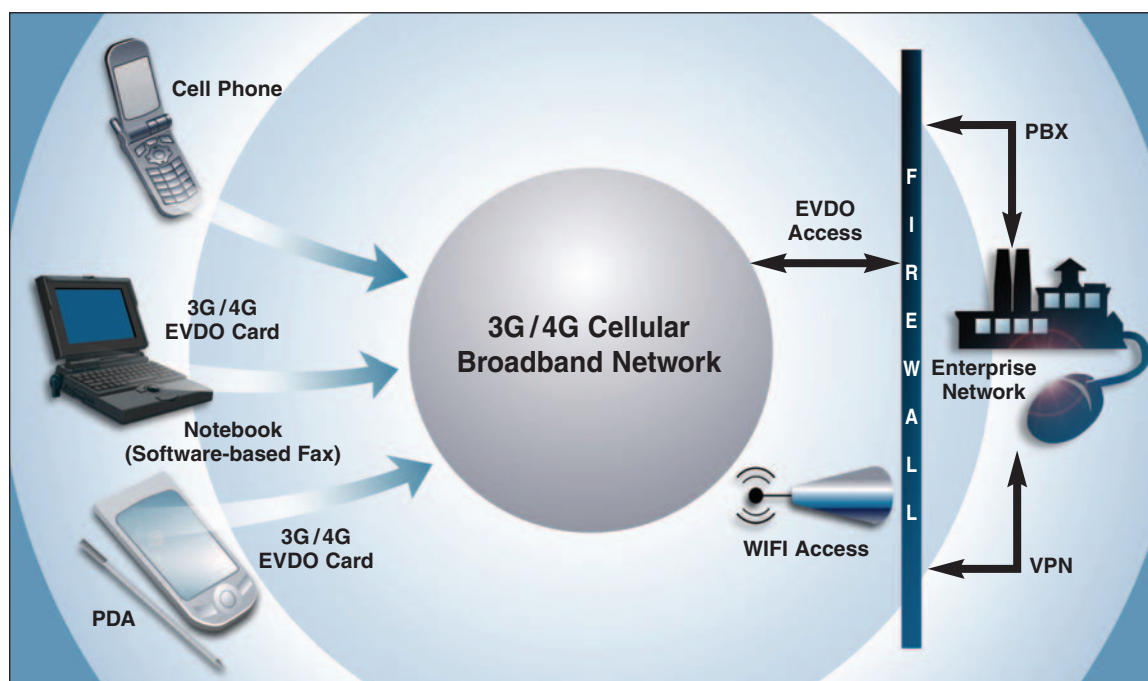 Cell Phone
3G/4G
EVDO Card
Notebook
(Software-based Fax)
3G/4G
EVDO Card
PDA
3G/4G Cellular
Broadband Network
EVDO
Access
WIFI Access
FIREWALL
PBX
Enterprise
Network
VPN